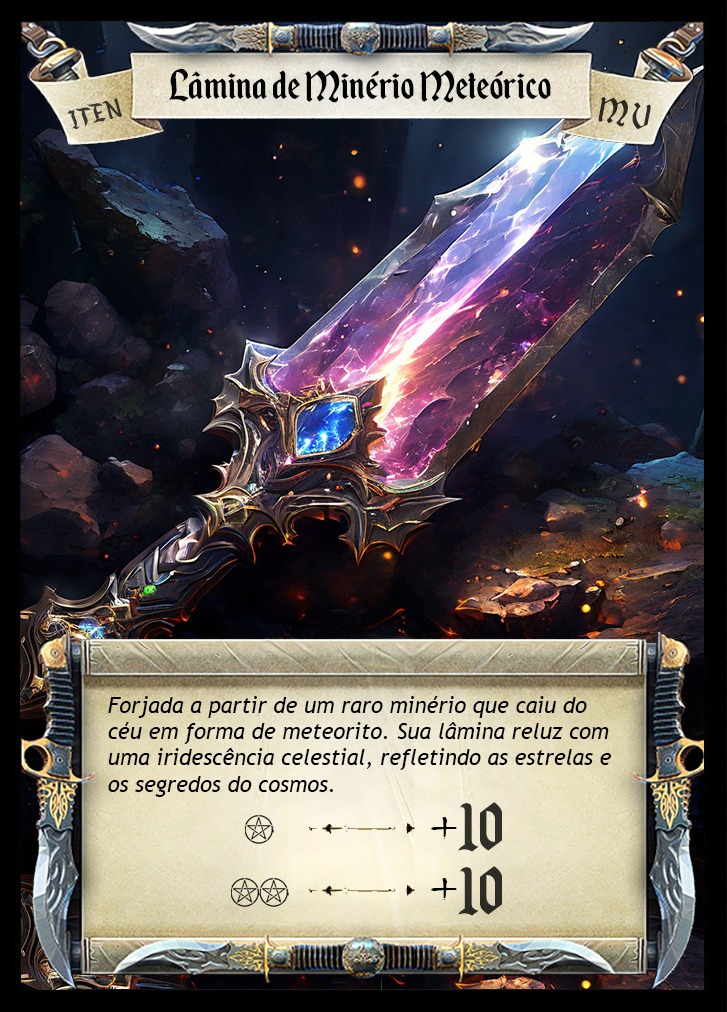 Lâmina de Minério Meteórico
ITEN
MU
Forjada a partir de um raro minério que caiu do
céu em forma de meteorito. Sua lâmina reluz com
uma iridescência celestial, refletindo as estrelas e
os segredos do cosmos.
+10
+10